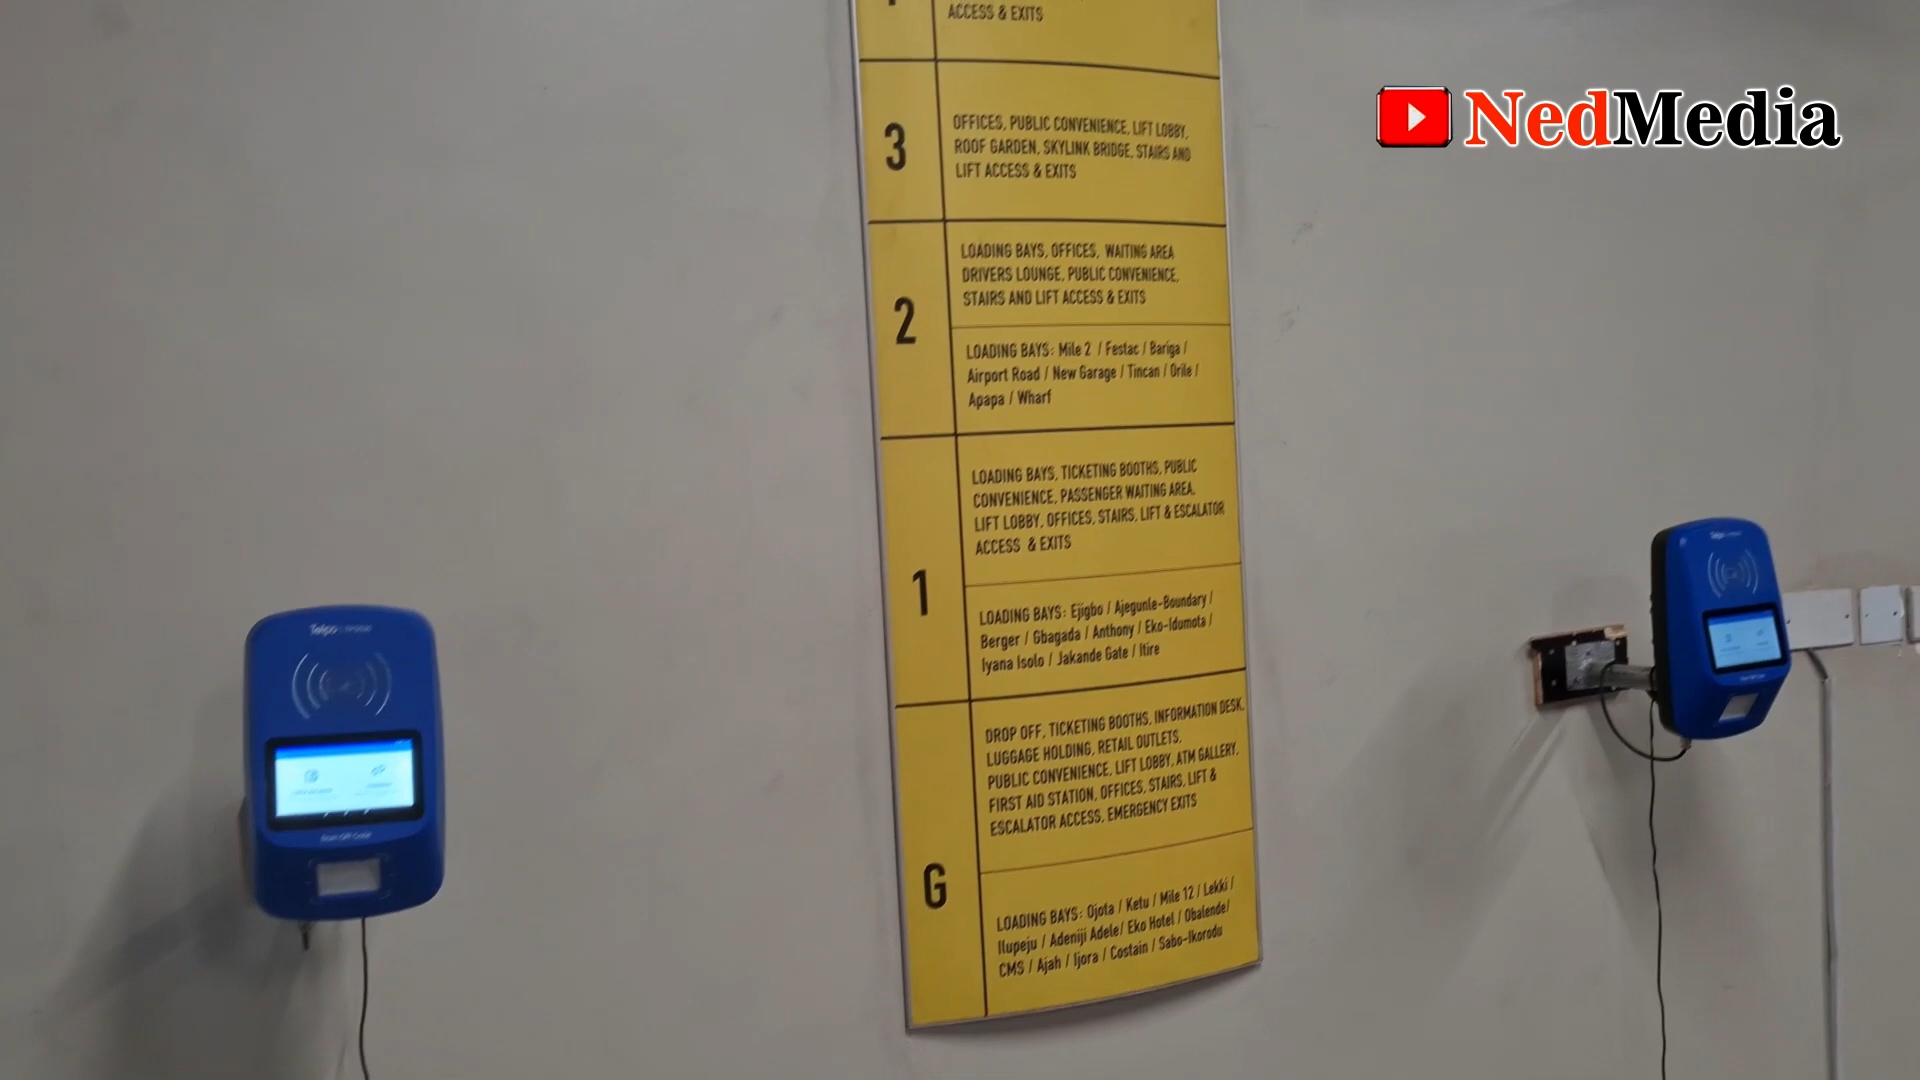 ACCESS & EXITS
NedMedia
3
OFFICES, PUBLIC CONVENIENCE, LIFT LOBBY,
ROOF GARDEN, SKYLINK BRIDGE, STAIRS AND
LIFT ACCESS & EXITS
2
LOADING BAYS, OFFICES, WAITING AREA
DRIVERS LOUNGE, PUBLIC CONVENIENCE,
STAIRS AND LIFT ACCESS & EXITS
LOADING BAYS: Mile 2 / Festac / Bariga /
Airport Road / New Garage / Tincan / Orile /
Apapa / Wharf
1
LOADING BAYS, TICKETING BOOTHS, PUBLIC
CONVENIENCE, PASSENGER WAITING AREA,
LIFT LOBBY, OFFICES, STAIRS, LIFT & ESCALATOR
ACCESS & EXITS
LOADING BAYS: Ejigbo / Ajegunle-Boundary /
Berger / Gbagada / Anthony / Eko-Idumota /
Iyana Isolo / Jakande Gate / Itire
G
DROP OFF, TICKETING BOOTHS, INFORMATION DESK,
LUGGAGE HOLDING, RETAIL OUTLETS,
PUBLIC CONVENIENCE, LIFT LOBBY, ATM GALLERY,
FIRST AID STATION, OFFICES, STAIRS, LIFT &
ESCALATOR ACCESS, EMERGENCY EXITS
LOADING BAYS: Ojota / Ketu / Mile 12 / Lekki /
Ilupeju / Adeniji Adele/ Eko Hotel / Obalende/
CMS / Ajah / Ijora / Costain / Sabo-Ikorodu
Telpo
Scan QR Code
Telpo